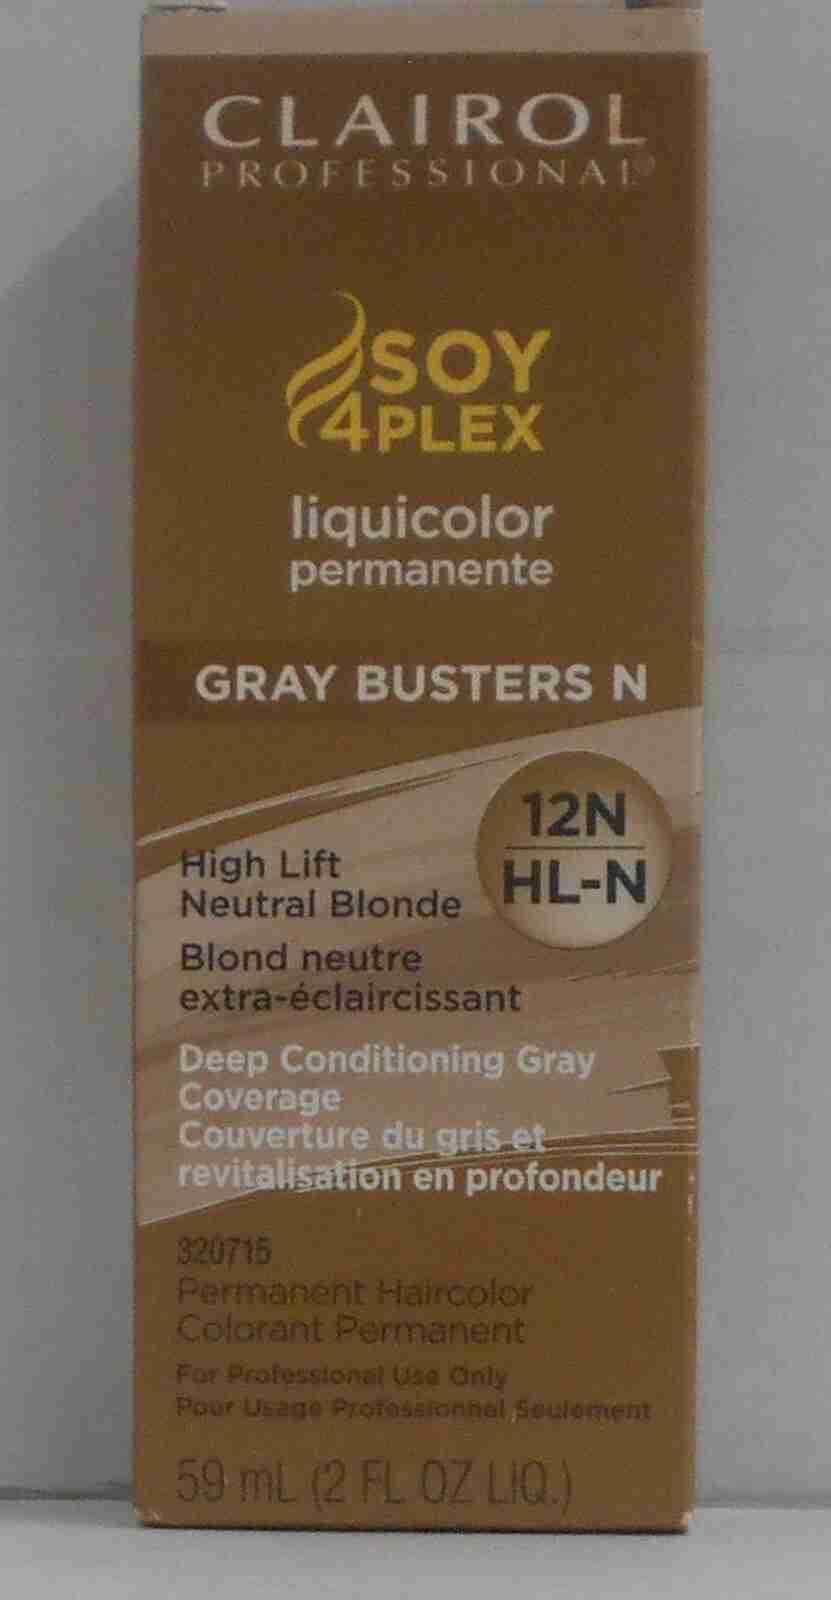 CLAIROL
PROFESSIONAL®
SOY
4PLEX
liquicolor
permanente
GRAY BUSTERS N
12N
HL-N
High Lift
Neutral Blonde
Blond neutre
extra-éclaircissant
Deep Conditioning Gray
Coverage
Couverture du gris et
revitalisation en profondeur
320715
Permanent Haircolor
Colorant Permanent
For Professional Use Only
Pour Usage Professionnel Seulement
59 mL (2 FL OZ LIQ.)